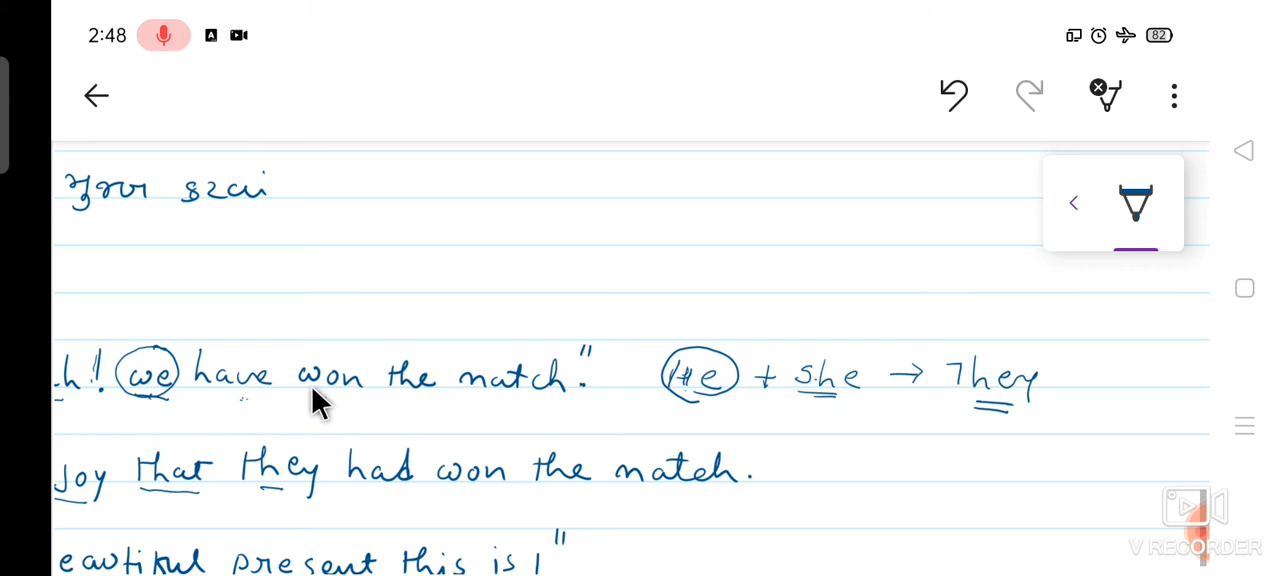 2:48
82
h! we have won the match." He + she → They
Joy that they had won the match.
eautiful present this is !"
V RECORDER